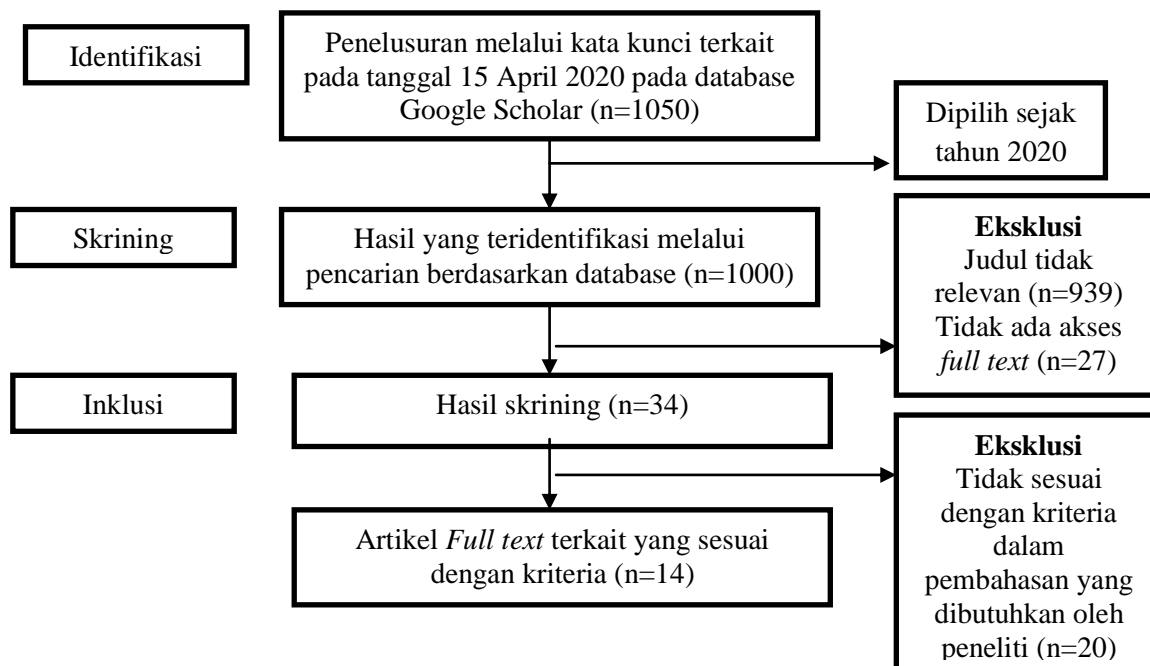 Identifikasi
Penelusuran melalui kata kunci terkait
pada tanggal 15 April 2020 pada database
Google Scholar (n=1050)
Dipilih sejak
tahun 2020
Skrining
Hasil yang teridentifikasi melalui
pencarian berdasarkan database (n=1000)
Eksklusi
Judul tidak
relevan (n=939)
Tidak ada akses
full text (n=27)
Inklusi
Hasil skrining (n=34)
Eksklusi
Tidak sesuai
dengan kriteria
dalam
pembahasan yang
dibutuhkan oleh
peneliti (n=20)
Artikel Full text terkait yang sesuai
dengan kriteria (n=14)